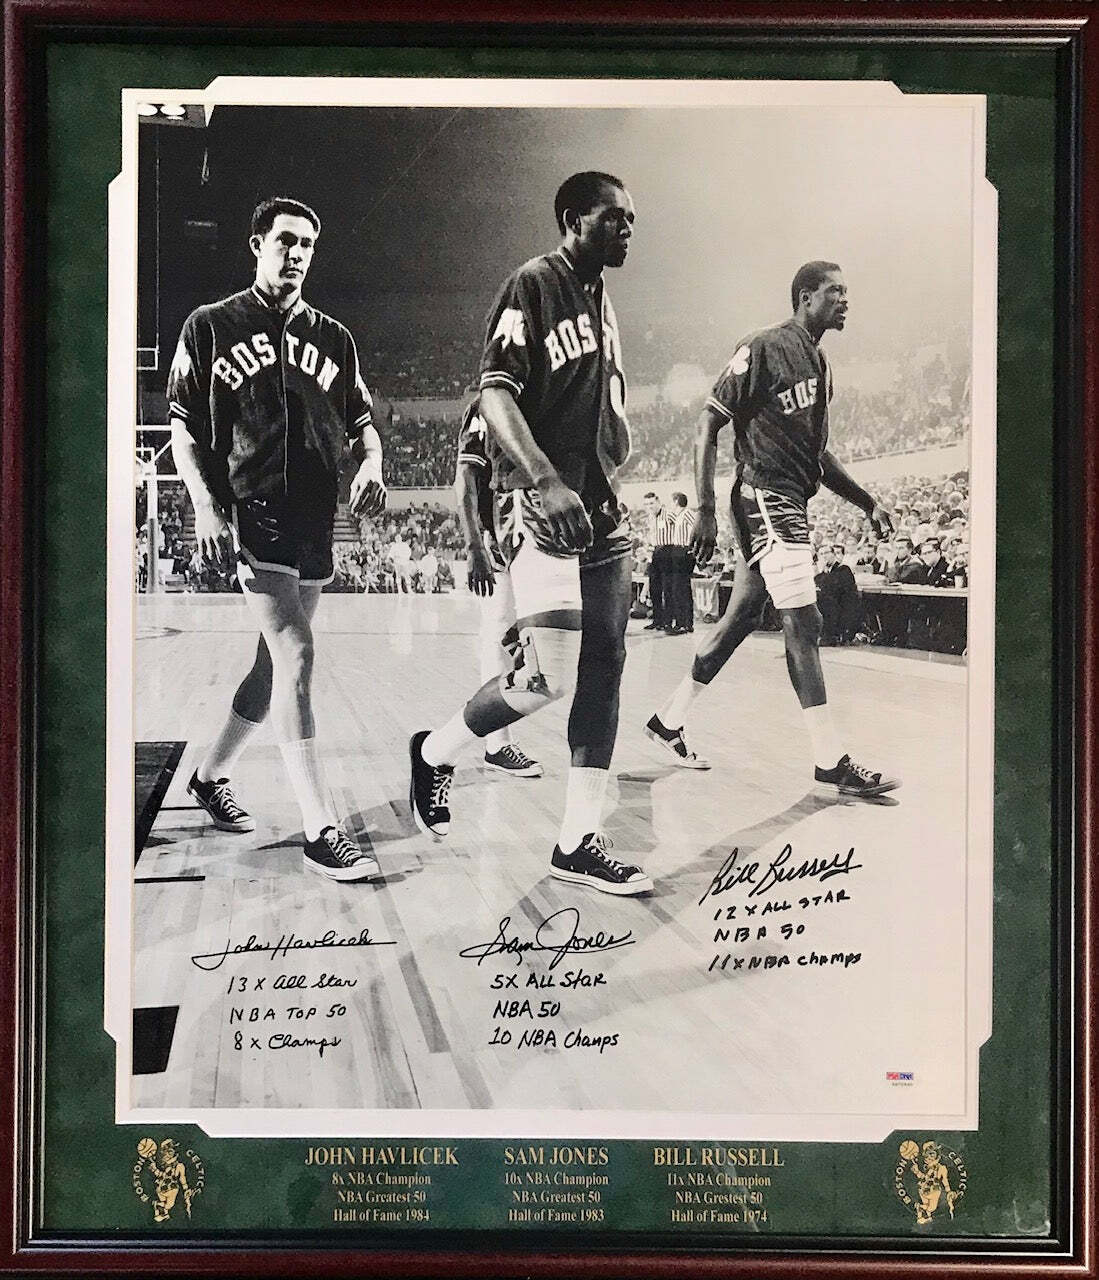 BOSTON
BOS
BOS
Bill Russell
12 X ALL STAR
NBA 50
11x NBA Champs
John Havlicek
13 X All Star
NBA Top 50
8 x Champs
Sam Jones
5X All Star
NBA 50
10 NBA Champs
PSA DNA
BOSTON CELTICS
JOHN HAVLICEK
8x NBA Champion
NBA Greatest 50
Hall of Fame 1984
SAM JONES
10x NBA Champion
NBA Greatest 50
Hall of Fame 1983
BILL RUSSELL
11x NBA Champion
NBA Grestest 50
Hall of Fame 1974
BOSTON CELTICS